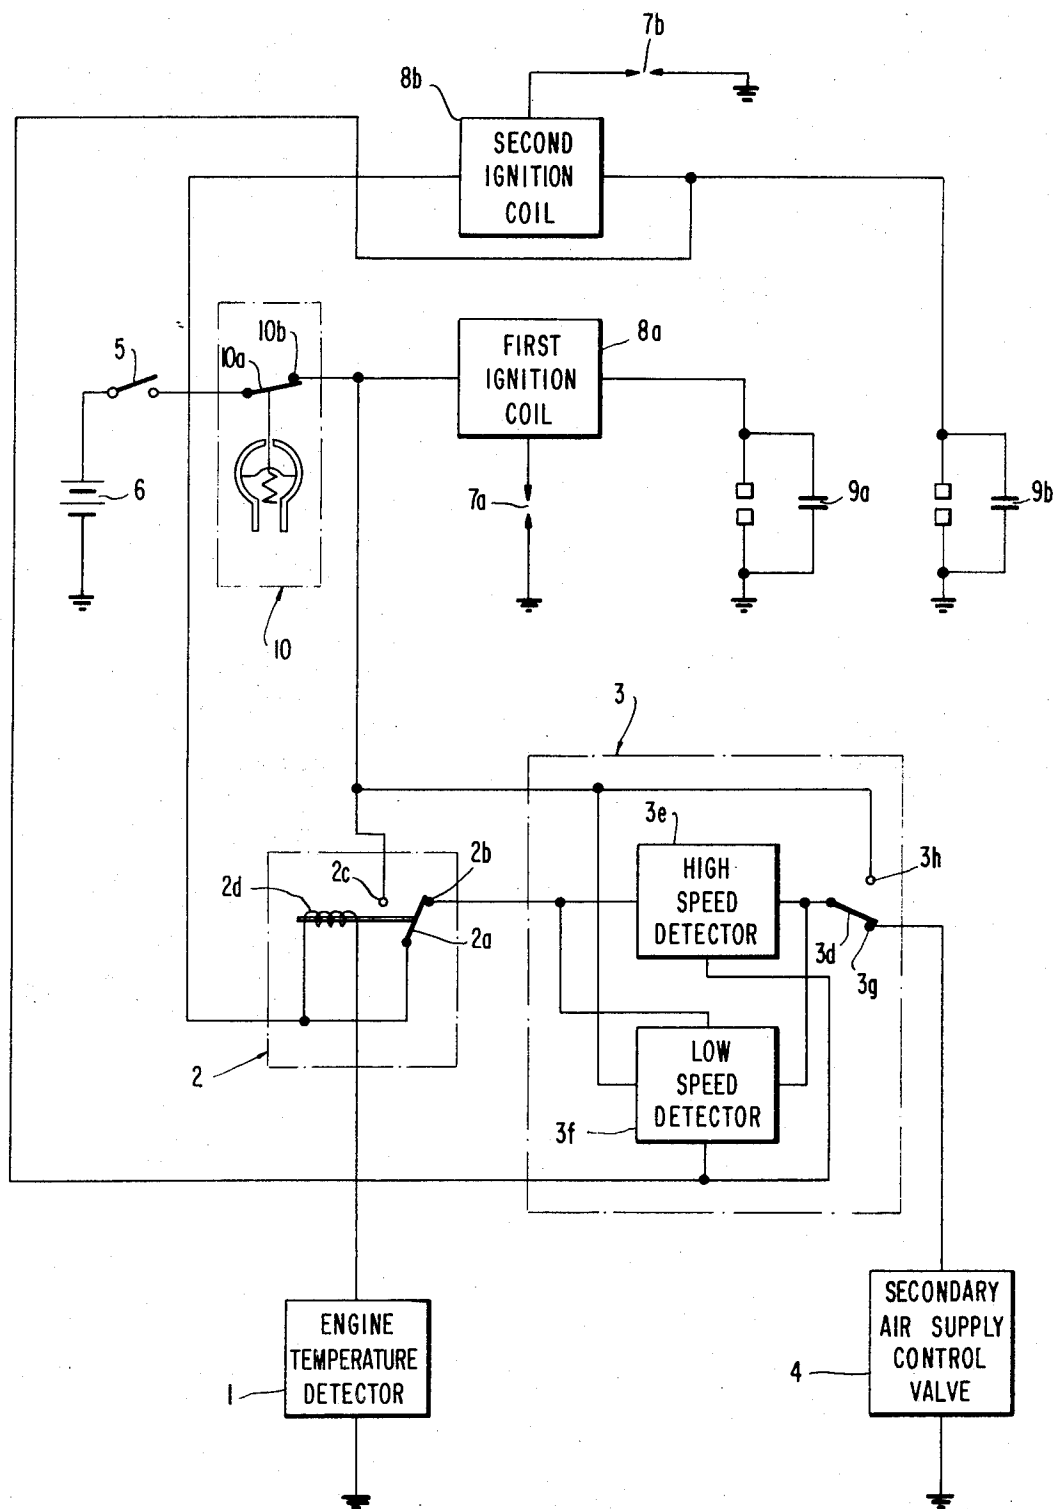 7b
8b
SECOND
IGNITION
COIL
10b
10a
5
FIRST
IGNITION
COIL
8a
6
7a
9a
9b
10
3
3e
HIGH
SPEED
DETECTOR
3h
2b
2c
2d
2a
3d
3g
LOW
SPEED
DETECTOR
2
3f
SECONDARY
AIR SUPPLY
CONTROL
VALVE
4
ENGINE
TEMPERATURE
DETECTOR
1